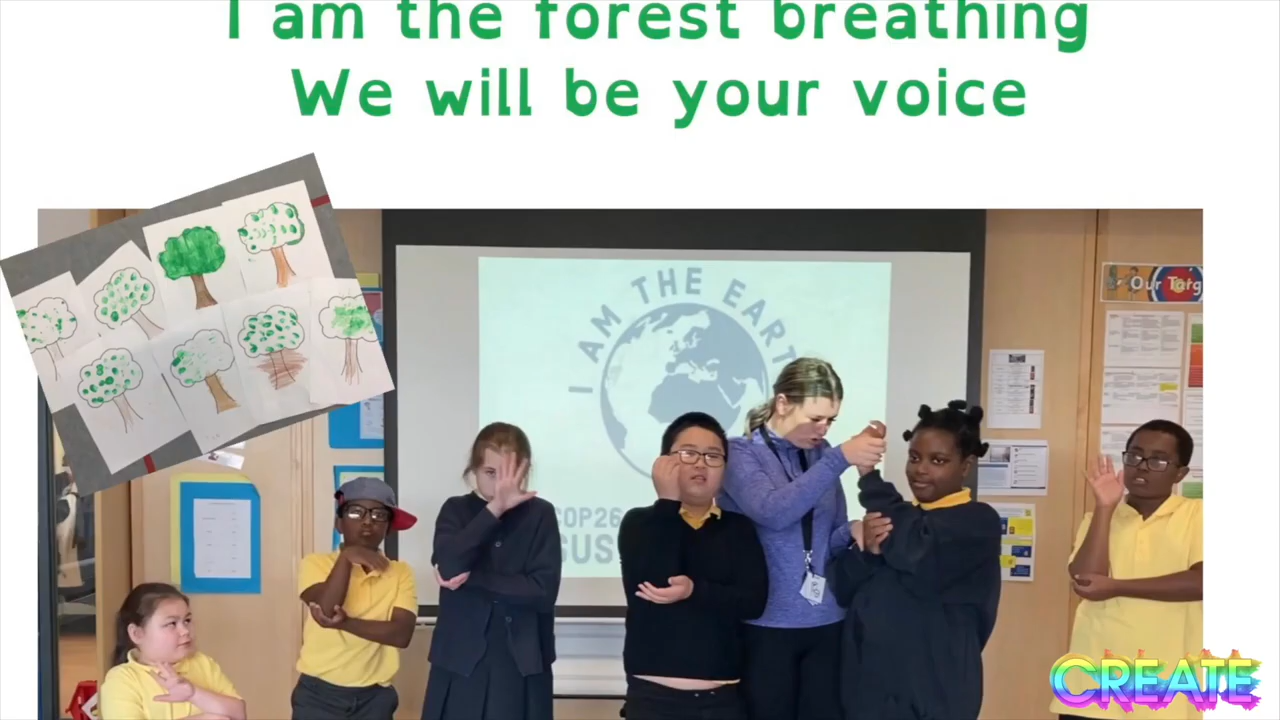 I am the forest breathing
We will be your voice
I AM THE EART
Our Targ
COP26
CREATE